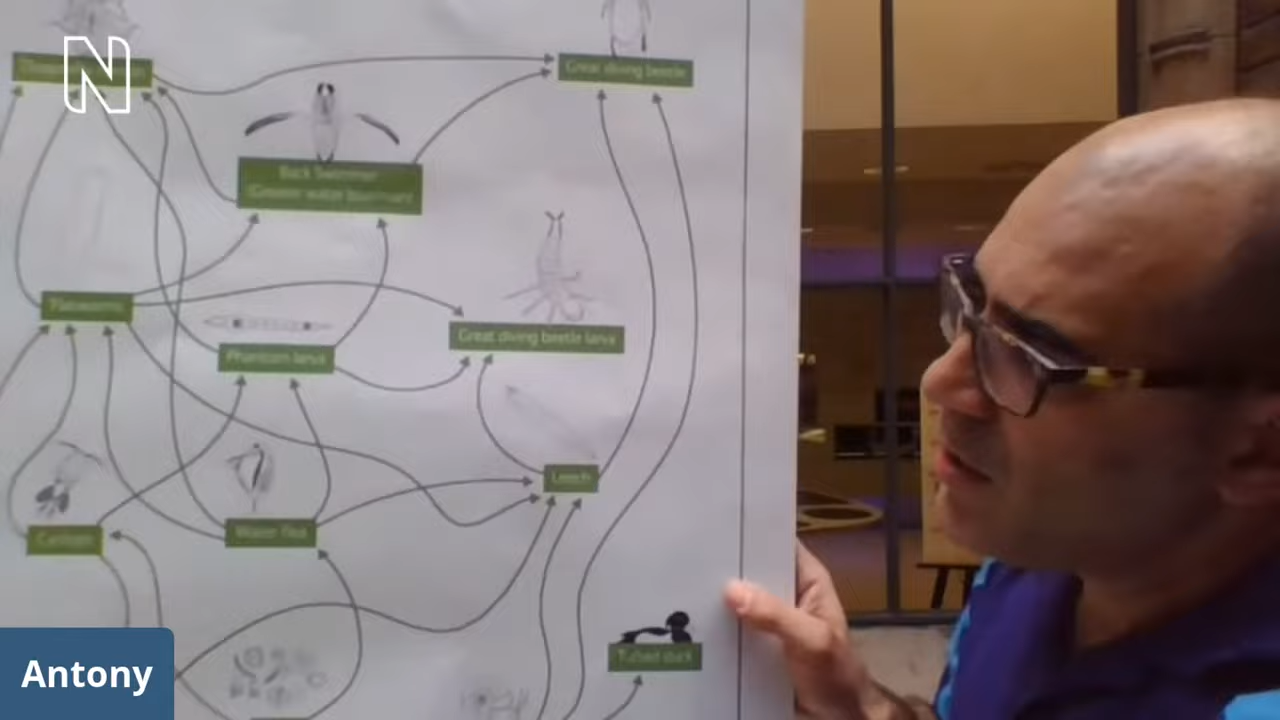 N
Great diving beetle
Back Swimmer
(Greater water boatman)
Flatworms
Great diving beetle larva
Phantom larva
Leech
Water flea
Tufted duck
Antony